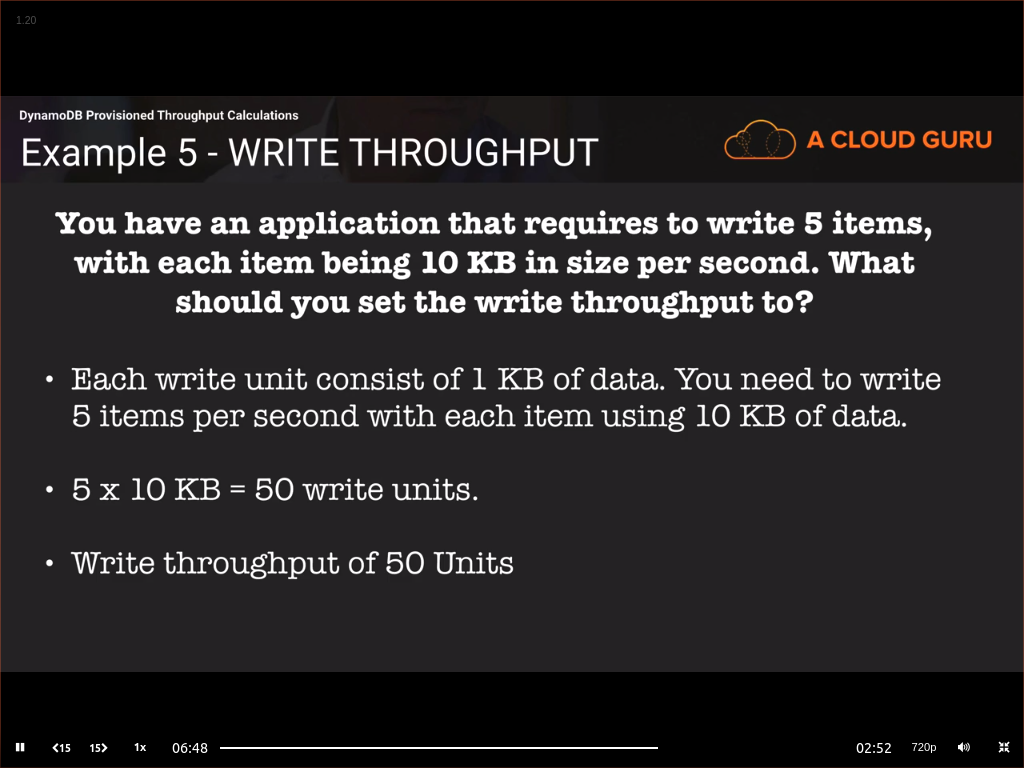 1.20
DynamoDB Provisioned Throughput Calculations
Example 5 - WRITE THROUGHPUT
A CLOUD GURU
You have an application that requires to write 5 items,
with each item being 10 KB in size per second. What
should you set the write throughput to?
• Each write unit consist of 1 KB of data. You need to write
5 items per second with each item using 10 KB of data.
• 5 x 10 KB = 50 write units.
• Write throughput of 50 Units
15 15 1x 06:48 02:52 720p